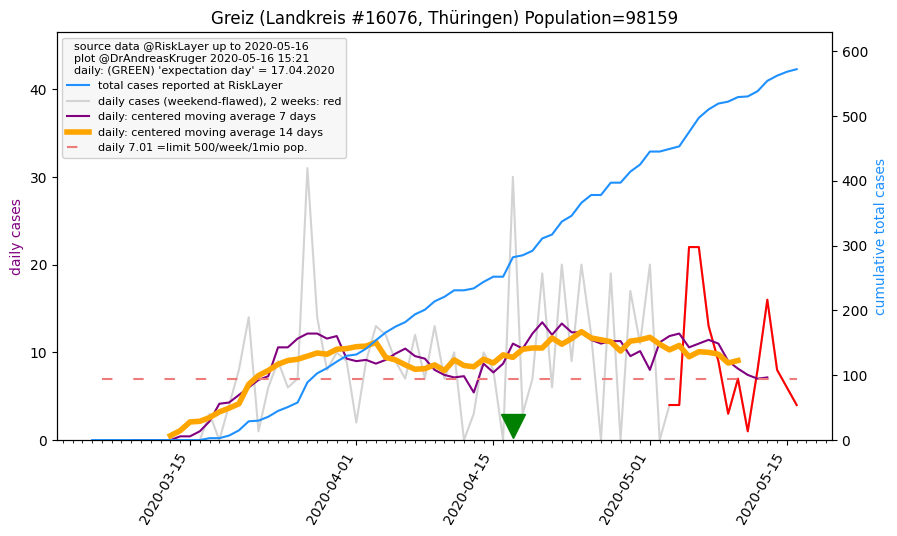 Greiz (Landkreis #16076, Thüringen) Population=98159
source data @RiskLayer up to 2020-05-16
plot @DrAndreasKruger 2020-05-16 15:21
daily: (GREEN) 'expectation day' = 17.04.2020
total cases reported at RiskLayer
daily cases (weekend-flawed), 2 weeks: red
daily: centered moving average 7 days
daily: centered moving average 14 days
daily 7.01 =limit 500/week/1mio pop.
daily cases
40
30
20
10
0
cumulative total cases
600
500
400
300
200
100
0
2020-03-15
2020-04-01
2020-04-15
2020-05-01
2020-05-15